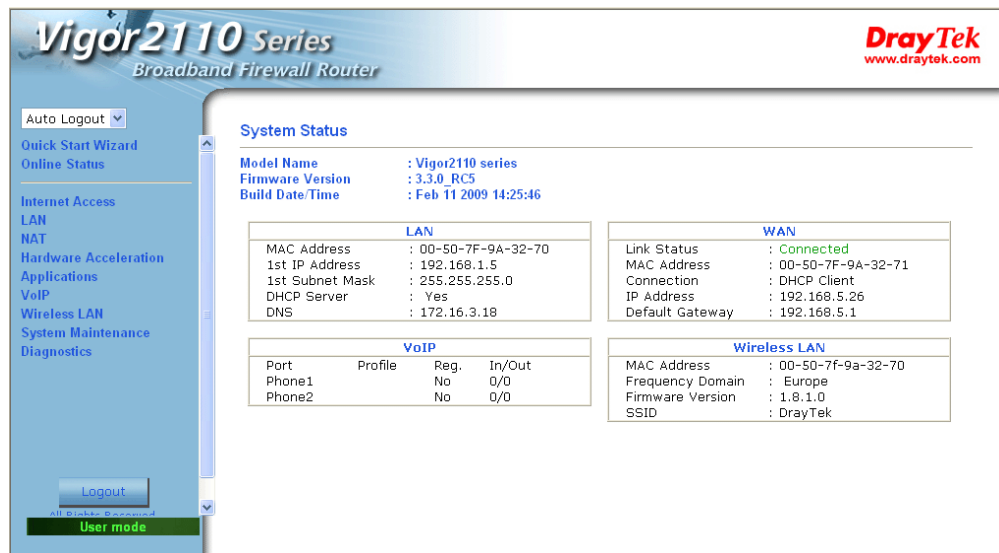 Vigor2110 Series
Broadband Firewall Router
DrayTek
www.draytek.com
Auto Logout
Quick Start Wizard
Online Status
Internet Access
LAN
NAT
Hardware Acceleration
Applications
VoIP
Wireless LAN
System Maintenance
Diagnostics
Logout
All Rights Reserved
User mode
System Status
Model Name : Vigor2110 series
Firmware Version : 3.3.0_RC5
Build Date/Time : Feb 11 2009 14:25:46
LAN
MAC Address : 00-50-7F-9A-32-70
1st IP Address : 192.168.1.5
1st Subnet Mask : 255.255.255.0
DHCP Server : Yes
DNS : 172.16.3.18
WAN
Link Status : Connected
MAC Address : 00-50-7F-9A-32-71
Connection : DHCP Client
IP Address : 192.168.5.26
Default Gateway : 192.168.5.1
VoIP
Port Profile Reg. In/Out
Phone1 No 0/0
Phone2 No 0/0
Wireless LAN
MAC Address : 00-50-7f-9a-32-70
Frequency Domain : Europe
Firmware Version : 1.8.1.0
SSID : DrayTek